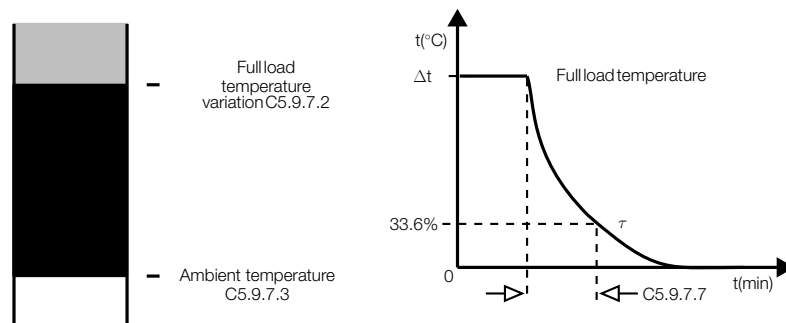 Full load
temperature
variation C5.9.7.2
Ambient temperature
C5.9.7.3
t(°C)
Δt
Full load temperature
33.6%
τ
0
t(min)
C5.9.7.7